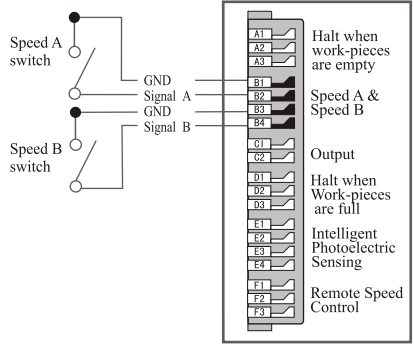 Speed A
switch
GND
Signal A
GND
Signal B
Speed B
switch
A1
A2
A3
Halt when
work-pieces
are empty
B1
B2
B3
B4
Speed A &
Speed B
C1
C2
Output
D1
D2
D3
Halt when
Work-pieces
are full
E1
E2
E3
E4
Intelligent
Photoelectric
Sensing
F1
F2
F3
Remote Speed
Control